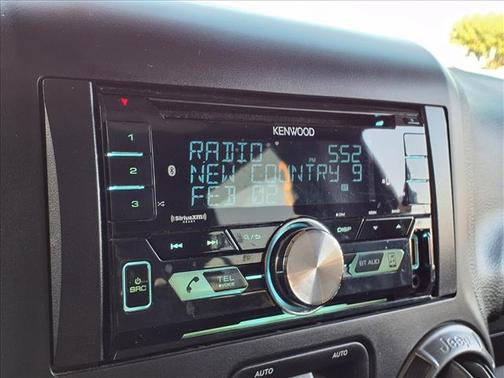 KENWOOD
RADIO PM 552
NEW COUNTRY 9
FEB 02
1
2
3
SiriusXM
DISP
TEL
VOICE
BT AUD
SRC
AUTO AUTO
Jeep